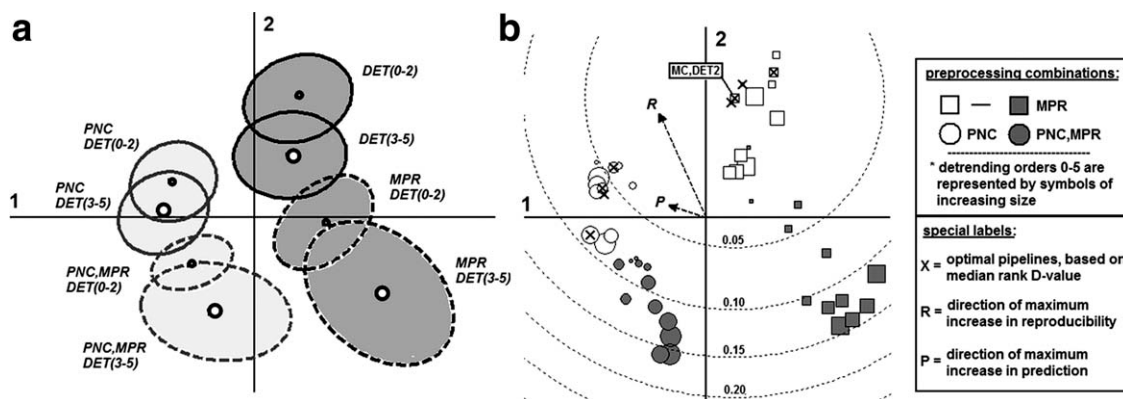 a
2
1
DET(0-2)
DET(3-5)
PNC
DET(0-2)
PNC
DET(3-5)
MPR
DET(0-2)
MPR
DET(3-5)
PNC,MPR
DET(0-2)
PNC,MPR
DET(3-5)
b
2
1
MC,DET2
R
P
0.05
0.10
0.15
0.20
preprocessing combinations:
— MPR
PNC PNC,MPR
* detrending orders 0-5 are
represented by symbols of
increasing size
special labels:
X = optimal pipelines, based on
median rank D-value
R = direction of maximum
increase in reproducibility
P = direction of maximum
increase in prediction